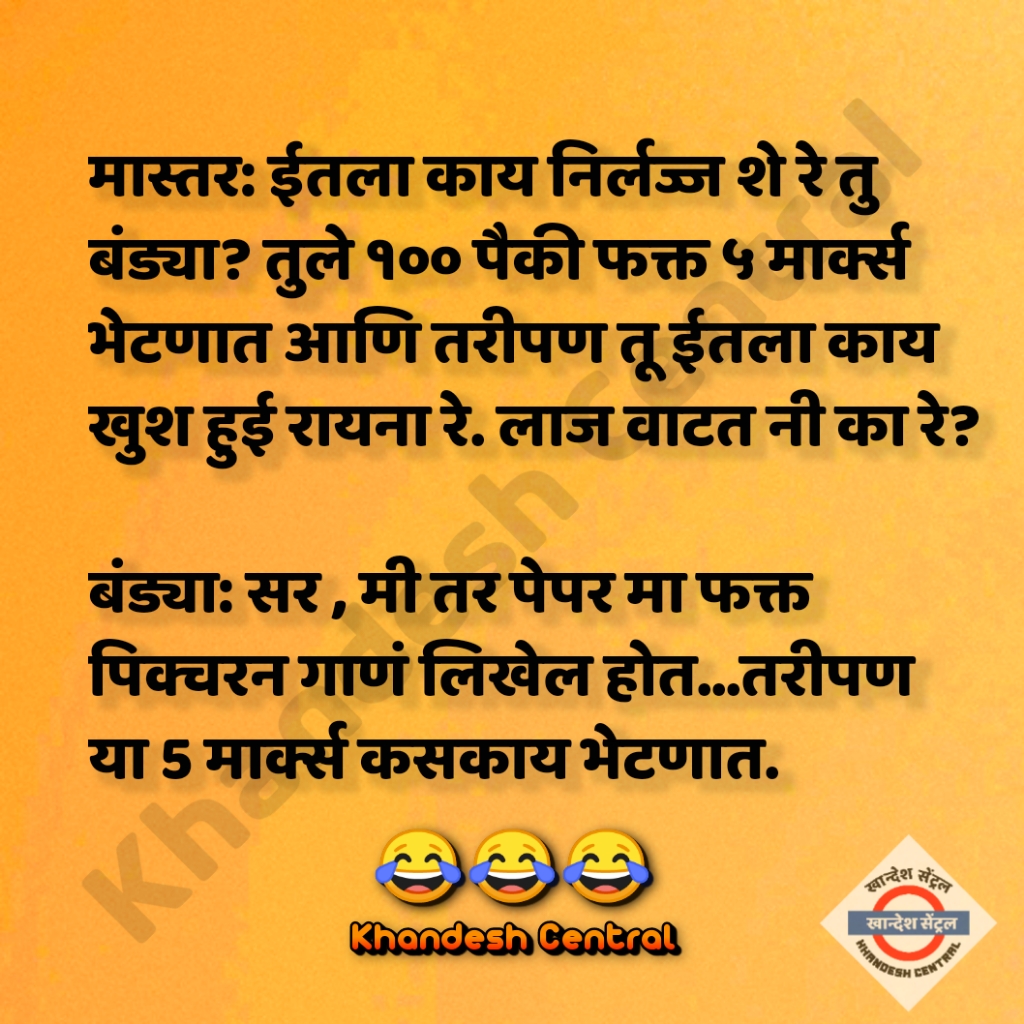 मास्तर: ईतला काय निर्लज्ज शे रे तु
बंड्या? तुले १०० पैकी फक्त ५ मार्क्स
भेटणात आणि तरीपण तू ईतला काय
खुश हुई रायना रे. लाज वाटत नी का रे?
बंड्या: सर , मी तर पेपर मा फक्त
पिक्चरन गाणं लिखेल होत...तरीपण
या 5 मार्क्स कसकाय भेटणात.
Khandesh Central
Khandesh Central
खान्देश सेंट्रल
खान्देश सेंट्रल
KHANDESH CENTRAL